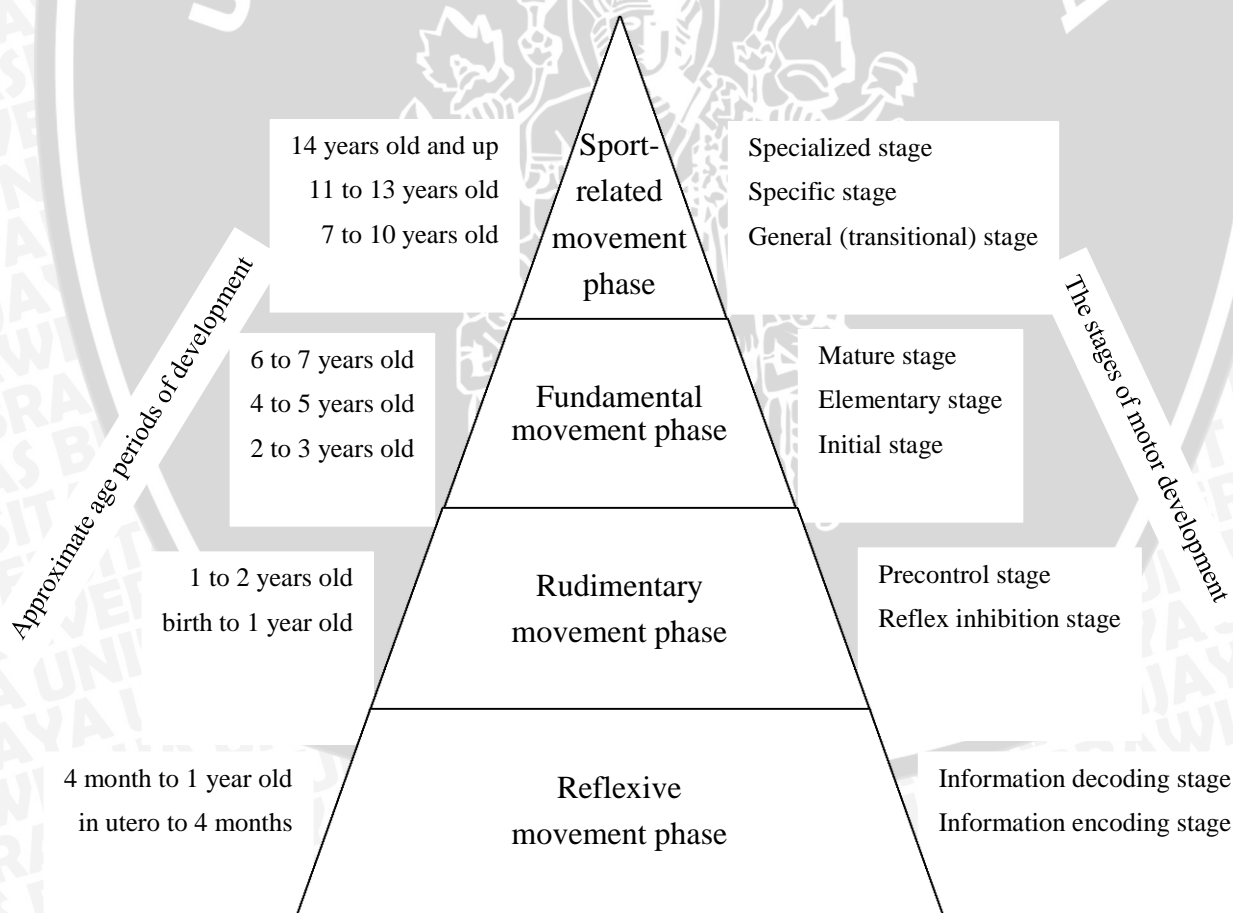 14 years old and up
11 to 13 years old
7 to 10 years old
Sport-
related
movement
phase
Specialized stage
Specific stage
General (transitional) stage
Approximate age periods of development
The stages of motor development
6 to 7 years old
4 to 5 years old
2 to 3 years old
Fundamental
movement phase
Mature stage
Elementary stage
Initial stage
1 to 2 years old
birth to 1 year old
Rudimentary
movement phase
Precontrol stage
Reflex inhibition stage
4 month to 1 year old
in utero to 4 months
Reflexive
movement phase
Information decoding stage
Information encoding stage